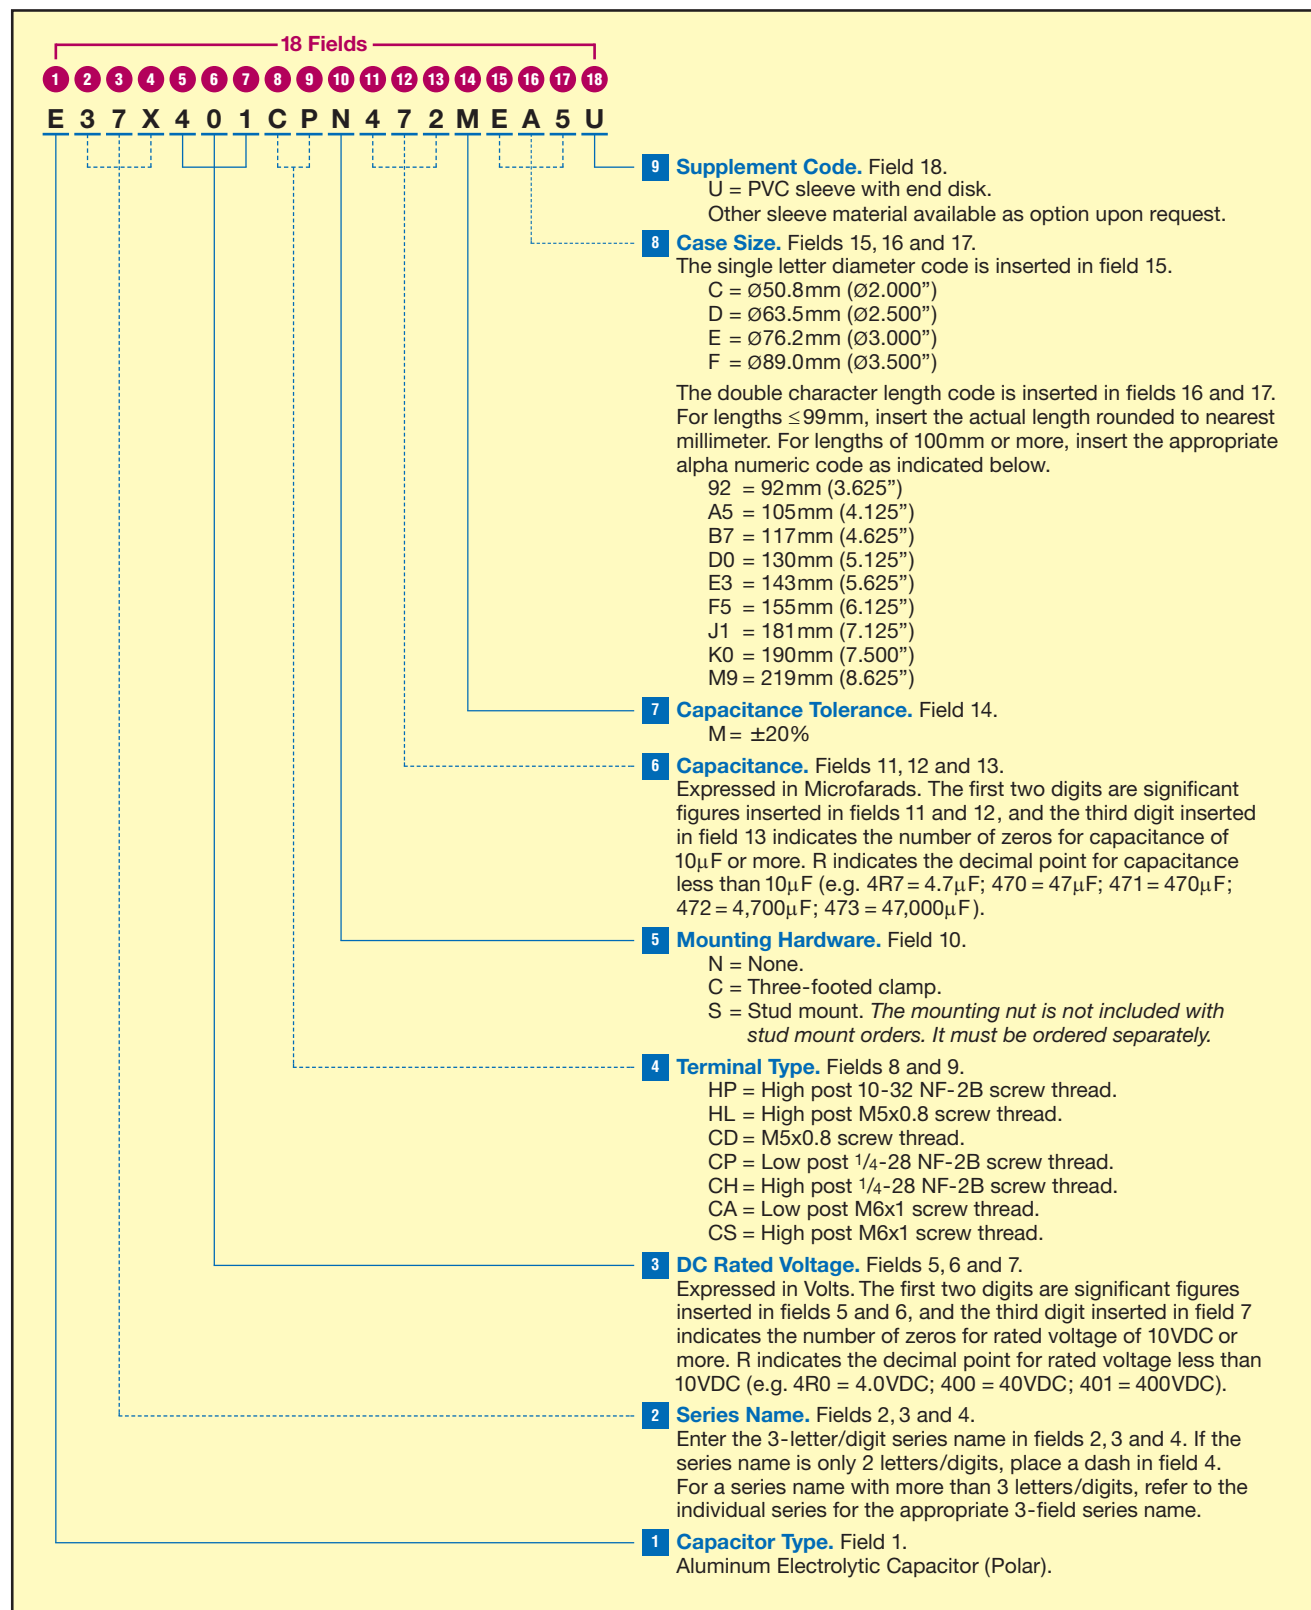 18 Fields
1 2 3 4 5 6 7 8 9 10 11 12 13 14 15 16 17 18
E 3 7 X 4 0 1 C P N 4 7 2 M E A 5 U
9 Supplement Code. Field 18.
U = PVC sleeve with end disk.
Other sleeve material available as option upon request.
8 Case Size. Fields 15, 16 and 17.
The single letter diameter code is inserted in field 15.
C = Ø50.8mm (Ø2.000”)
D = Ø63.5mm (Ø2.500”)
E = Ø76.2mm (Ø3.000”)
F = Ø89.0mm (Ø3.500”)
The double character length code is inserted in fields 16 and 17.
For lengths ≤99mm, insert the actual length rounded to nearest
millimeter. For lengths of 100mm or more, insert the appropriate
alpha numeric code as indicated below.
92 = 92mm (3.625”)
A5 = 105mm (4.125”)
B7 = 117mm (4.625”)
D0 = 130mm (5.125”)
E3 = 143mm (5.625”)
F5 = 155mm (6.125”)
J1 = 181mm (7.125”)
K0 = 190mm (7.500”)
M9 = 219mm (8.625”)
7 Capacitance Tolerance. Field 14.
M = ±20%
6 Capacitance. Fields 11, 12 and 13.
Expressed in Microfarads. The first two digits are significant
figures inserted in fields 11 and 12, and the third digit inserted
in field 13 indicates the number of zeros for capacitance of
10μF or more. R indicates the decimal point for capacitance
less than 10μF (e.g. 4R7 = 4.7μF; 470 = 47μF; 471 = 470μF;
472 = 4,700μF; 473 = 47,000μF).
5 Mounting Hardware. Field 10.
N = None.
C = Three-footed clamp.
S = Stud mount. The mounting nut is not included with
stud mount orders. It must be ordered separately.
4 Terminal Type. Fields 8 and 9.
HP = High post 10-32 NF-2B screw thread.
HL = High post M5x0.8 screw thread.
CD = M5x0.8 screw thread.
CP = Low post 1/4-28 NF-2B screw thread.
CH = High post 1/4-28 NF-2B screw thread.
CA = Low post M6x1 screw thread.
CS = High post M6x1 screw thread.
3 DC Rated Voltage. Fields 5, 6 and 7.
Expressed in Volts. The first two digits are significant figures
inserted in fields 5 and 6, and the third digit inserted in field 7
indicates the number of zeros for rated voltage of 10VDC or
more. R indicates the decimal point for rated voltage less than
10VDC (e.g. 4R0 = 4.0VDC; 400 = 40VDC; 401 = 400VDC).
2 Series Name. Fields 2, 3 and 4.
Enter the 3-letter/digit series name in fields 2, 3 and 4. If the
series name is only 2 letters/digits, place a dash in field 4.
For a series name with more than 3 letters/digits, refer to the
individual series for the appropriate 3-field series name.
1 Capacitor Type. Field 1.
Aluminum Electrolytic Capacitor (Polar).